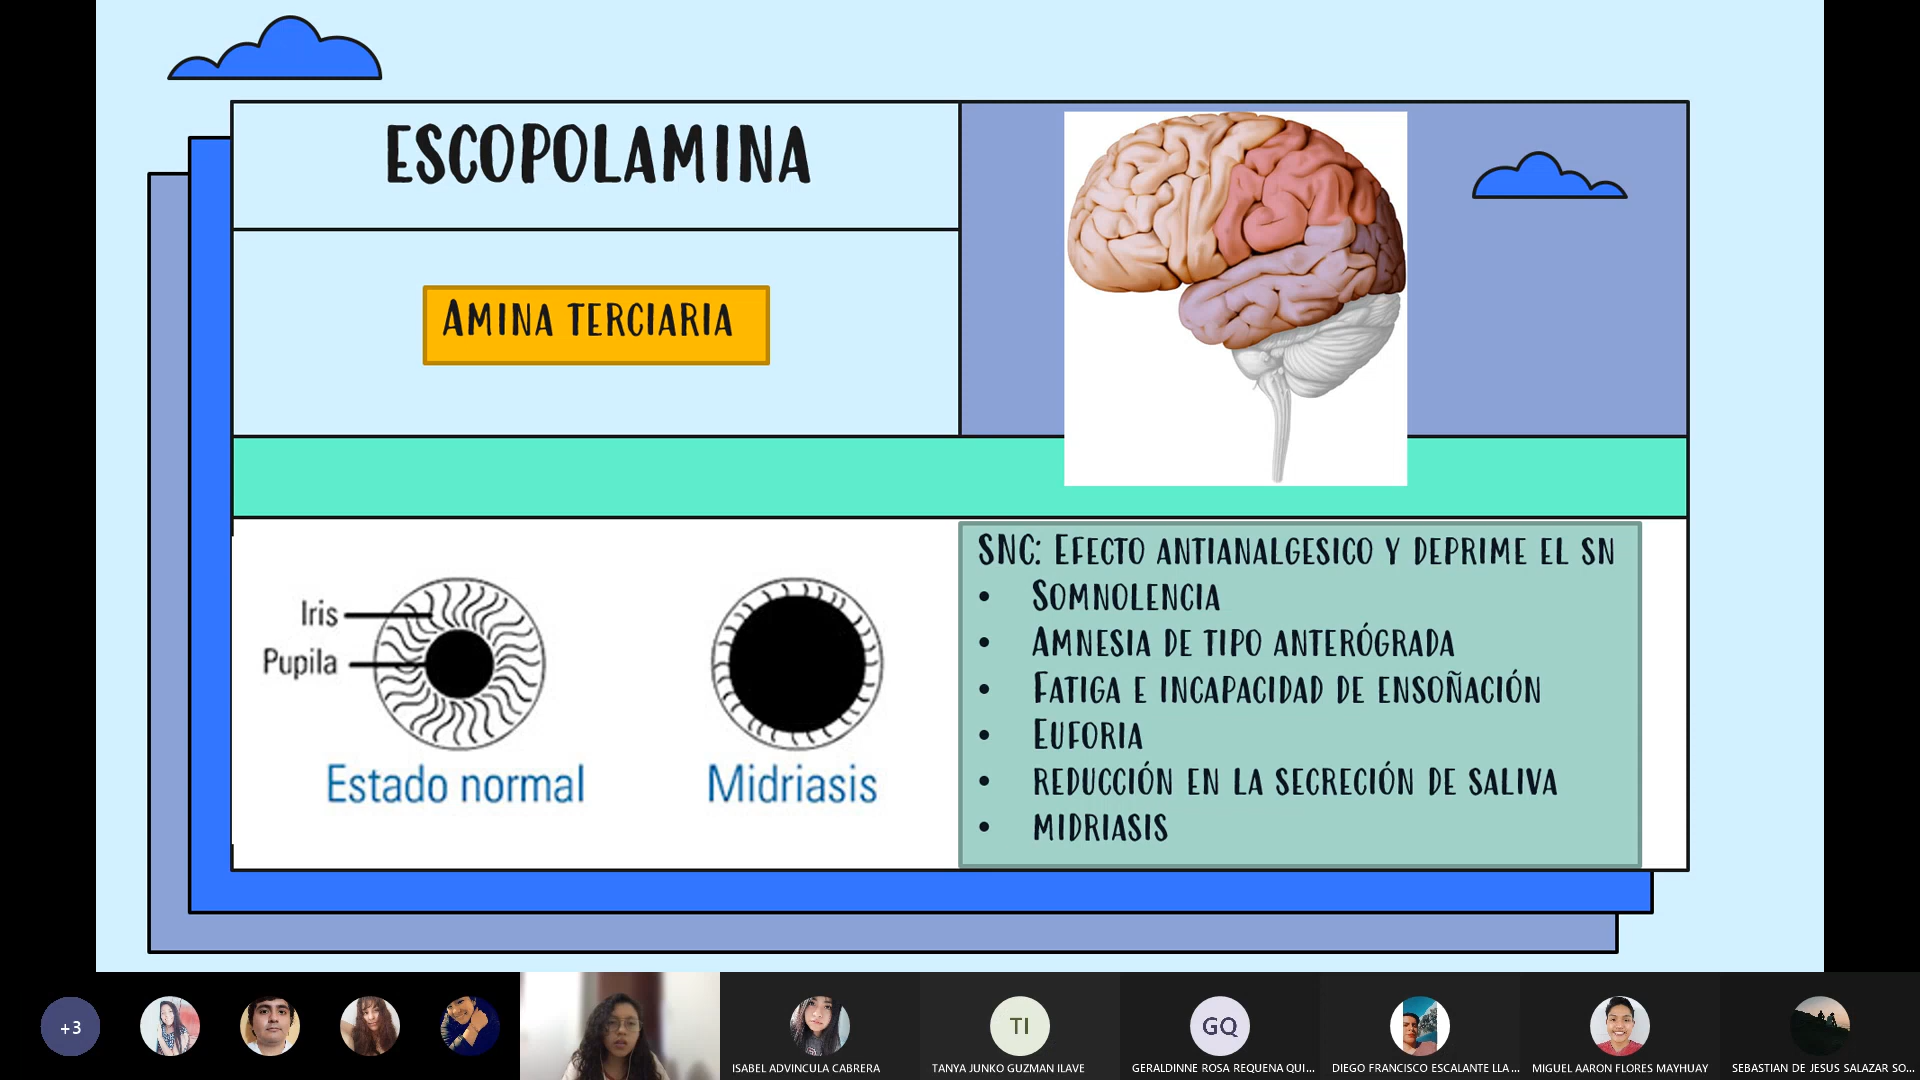 ESCOPOLAMINA
AMINA TERCIARIA
Iris
Pupila
Estado normal
Midriasis
SNC: EFECTO ANTIANALGESICO Y DEPRIME EL SN
• SOMNOLENCIA
• AMNESIA DE TIPO ANTERÓGRADA
• FATIGA E INCAPACIDAD DE ENSOÑACIÓN
• EUFORIA
• REDUCCIÓN EN LA SECRECIÓN DE SALIVA
• MIDRIASIS
+3
TI
GQ
ISABEL ADVINCULA CABRERA
TANYA JUNKO GUZMAN ILAVE
GERALDINNE ROSA REQUENA QUI...
DIEGO FRANCISCO ESCALANTE LLA...
MIGUEL AARON FLORES MAYHUAY
SEBASTIAN DE JESUS SALAZAR SO...